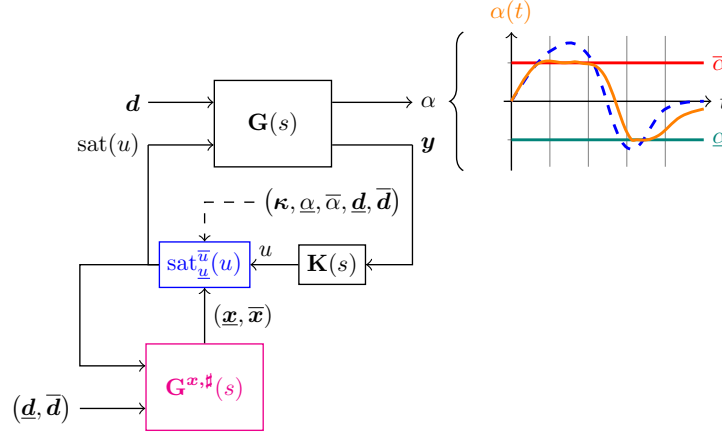 α(t)
α̅
𝒅
G(s)
α
t
sat(u)
𝒚
α̲
(𝜿, α̲, α̅, 𝒅̲, 𝒅̅)
sat_u̲^u̅(u)
u
K(s)
(𝒙̲, 𝒙̅)
G^{𝒙,♯}(s)
(𝒅̲, 𝒅̅)